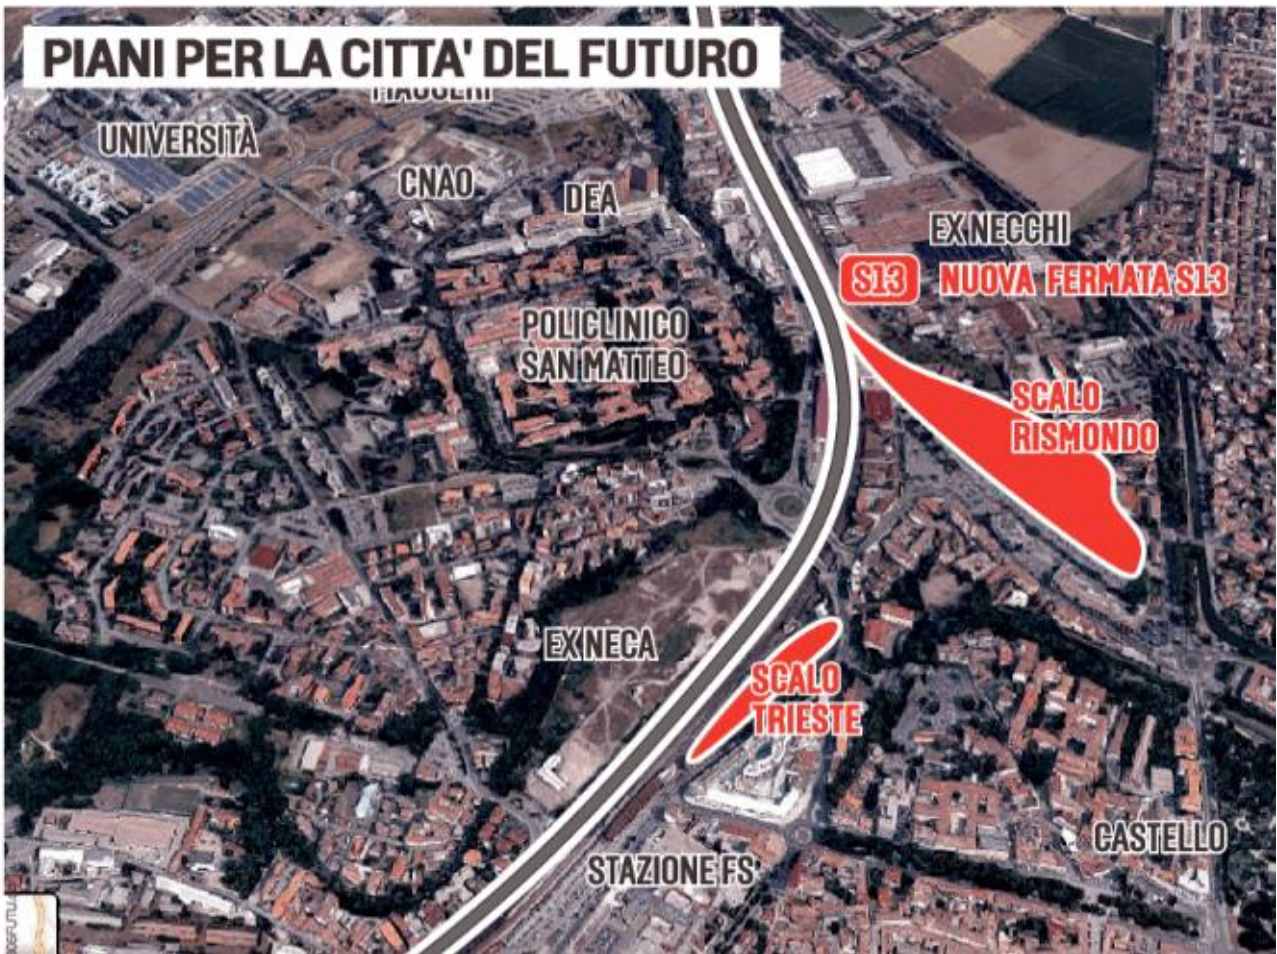 PIANI PER LA CITTA' DEL FUTURO
UNIVERSITÀ
CNAO
DEA
EX NECCHI
S13 NUOVA FERMATA S13
POLICLINICO
SAN MATTEO
SCALO
RISMONDO
EX NECA
SCALO
TRIESTE
CASTELLO
STAZIONE FS